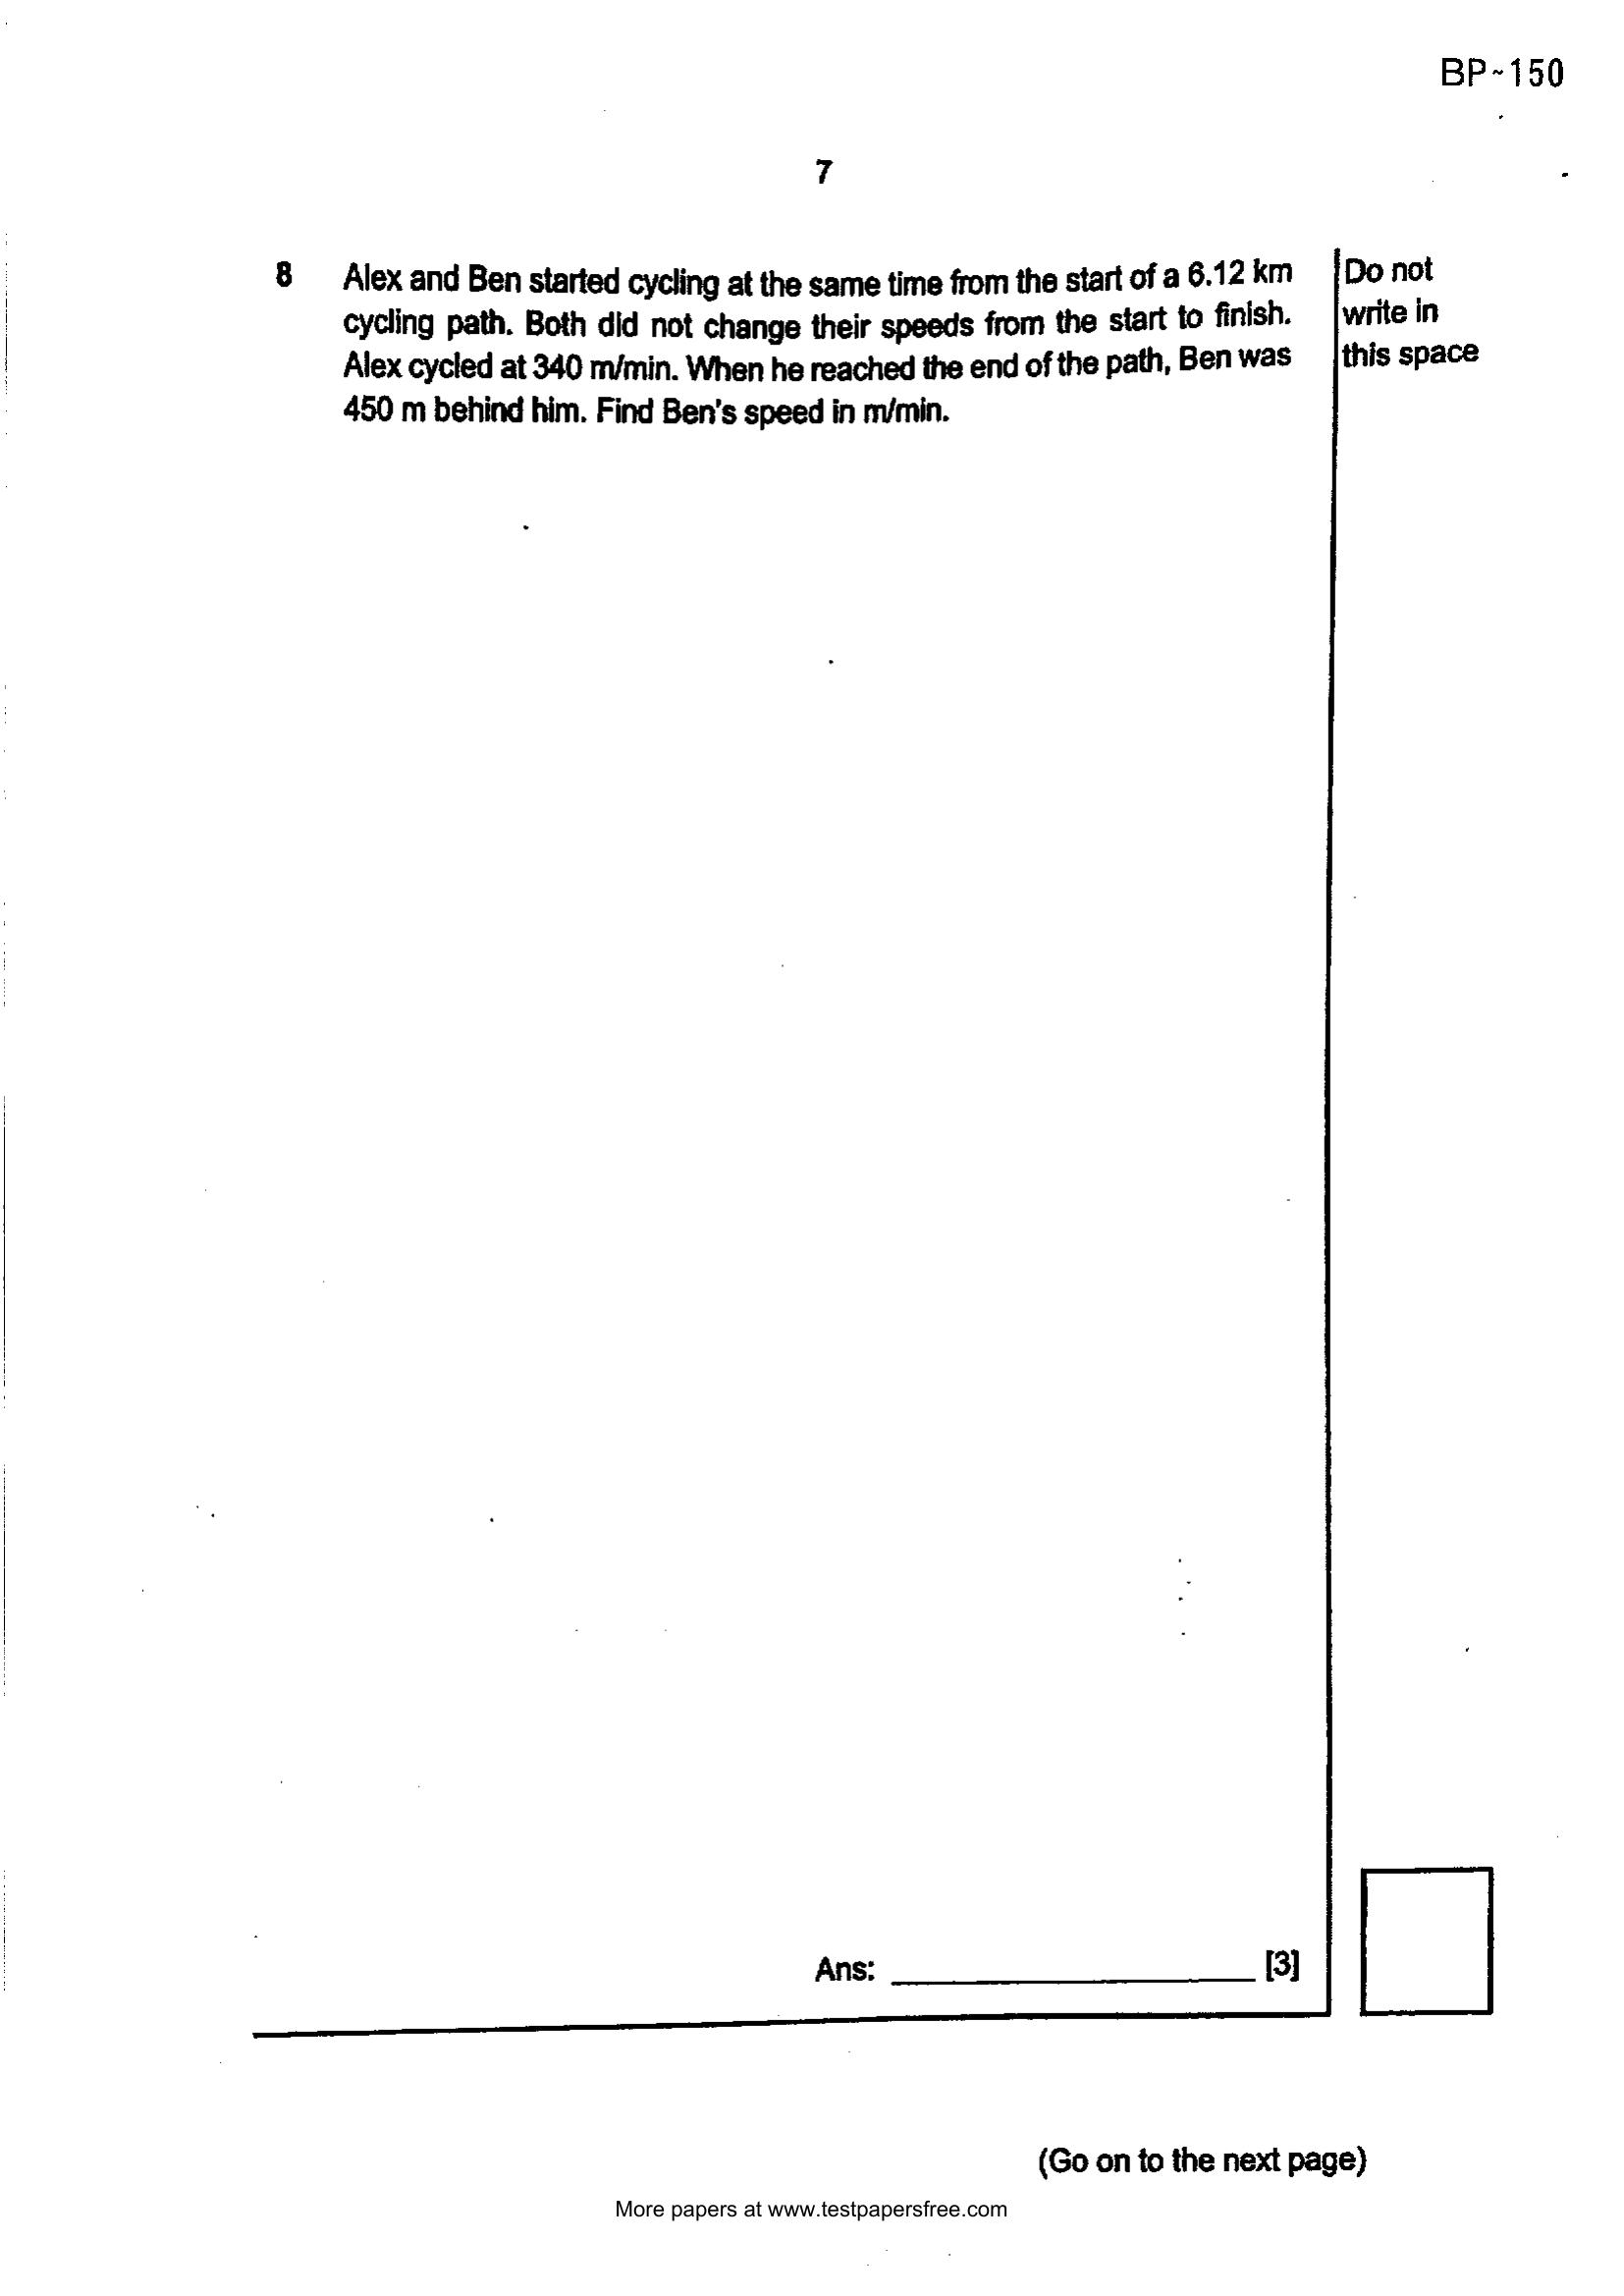 BP~150
7
8 Alex and Ben started cycling at the same time from the start of a 6.12 km
cycling path. Both did not change their speeds from the start to finish.
Alex cycled at 340 m/min. When he reached the end of the path, Ben was
450 m behind him. Find Ben's speed in m/min.
Do not
write in
this space
Ans: ____________________ [3]
(Go on to the next page)
More papers at www.testpapersfree.com